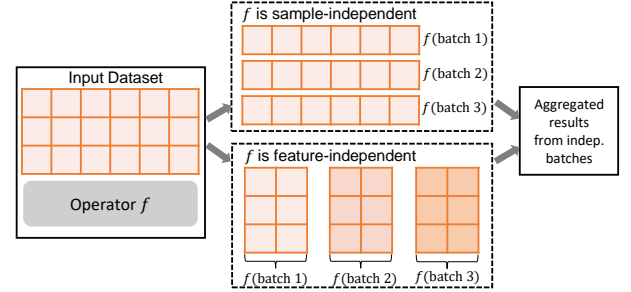 Input Dataset
Operator f
f is sample-independent
f(batch 1)
f(batch 2)
f(batch 3)
f is feature-independent
f(batch 1) f(batch 2) f(batch 3)
Aggregated
results
from indep.
batches